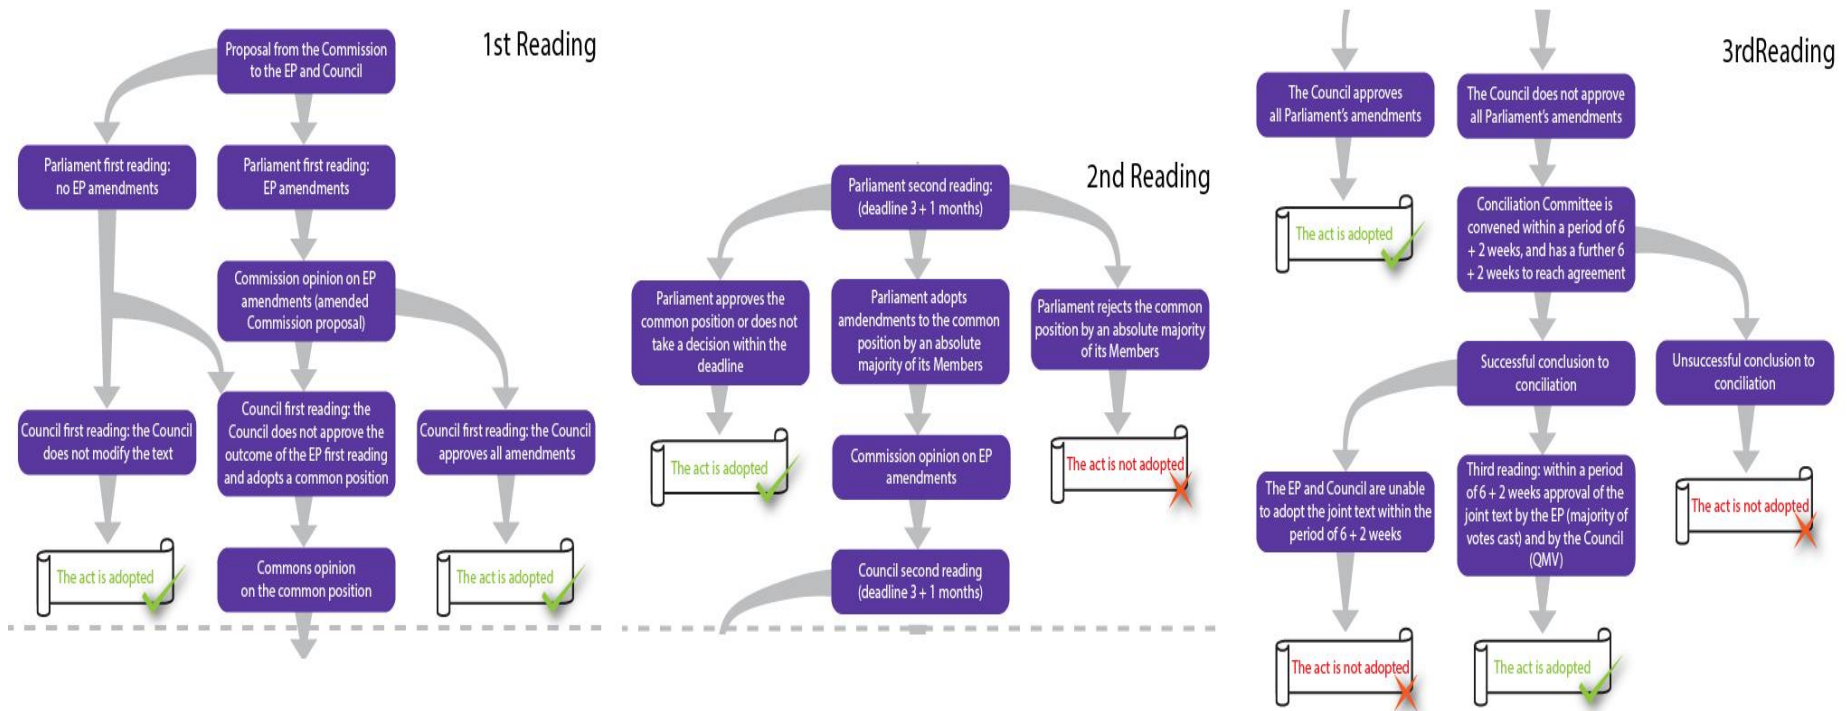 1st Reading
Proposal from the Commission
to the EP and Council
Parliament first reading:
no EP amendments
Parliament first reading:
EP amendments
Commission opinion on EP
amendments (amended
Commission proposal)
Council first reading: the Council
does not modify the text
Council first reading: the
Council does not approve the
outcome of the EP first reading
and adopts a common position
Council first reading: the Council
approves all amendments
The act is adopted
Commons opinion
on the common position
The act is adopted
2nd Reading
Parliament second reading:
(deadline 3 + 1 months)
Parliament approves the
common position or does not
take a decision within the
deadline
Parliament adopts
amdendments to the common
position by an absolute
majority of its Members
Parliament rejects the common
position by an absolute majority
of its Members
The act is adopted
Commission opinion on EP
amendments
The act is not adopted
Council second reading
(deadline 3 + 1 months)
3rdReading
The Council approves
all Parliament's amendments
The Council does not approve
all Parliament's amendments
The act is adopted
Conciliation Committee is
convened within a period of 6
+ 2 weeks, and has a further 6
+ 2 weeks to reach agreement
Successful conclusion to
conciliation
Unsuccessful conclusion to
conciliation
The EP and Council are unable
to adopt the joint text within the
period of 6 + 2 weeks
Third reading: within a period
of 6 + 2 weeks approval of the
joint text by the EP (majority of
votes cast) and by the Council
(QMV)
The act is not adopted
The act is not adopted
The act is adopted